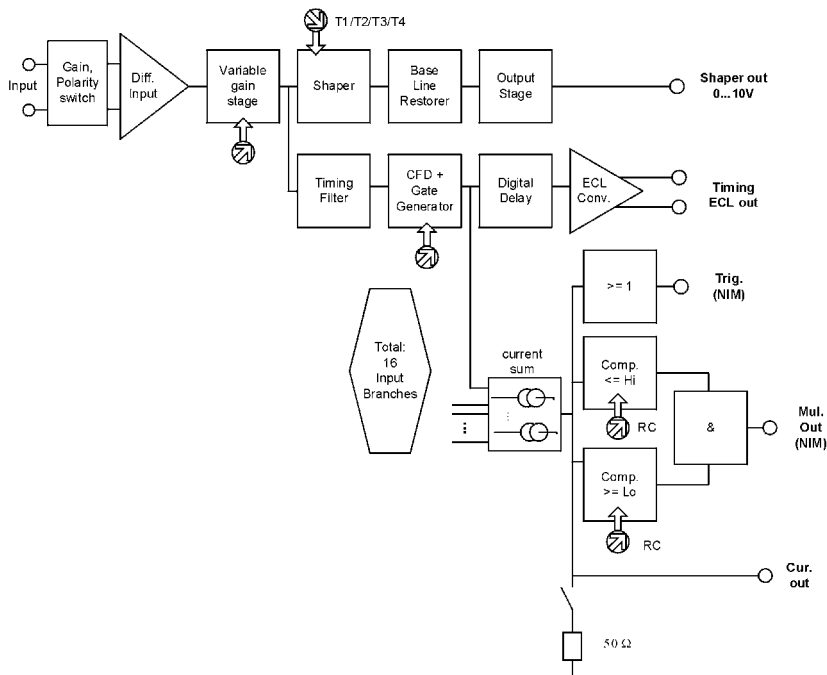 T1/T2/T3/T4
Input
Gain,
Polarity
switch
Diff.
Input
Variable
gain
stage
Shaper
Base
Line
Restorer
Output
Stage
Shaper out
0... 10V
Timing
Filter
CFD +
Gate
Generator
Digital
Delay
ECL
Conv.
Timing
ECL out
>= 1
Trig.
(NIM)
Total:
16
Input
Branches
current
sum
...
...
Comp.
<= Hi
RC
&
Mul.
Out
(NIM)
Comp.
>= Lo
RC
Cur.
out
50 Ω